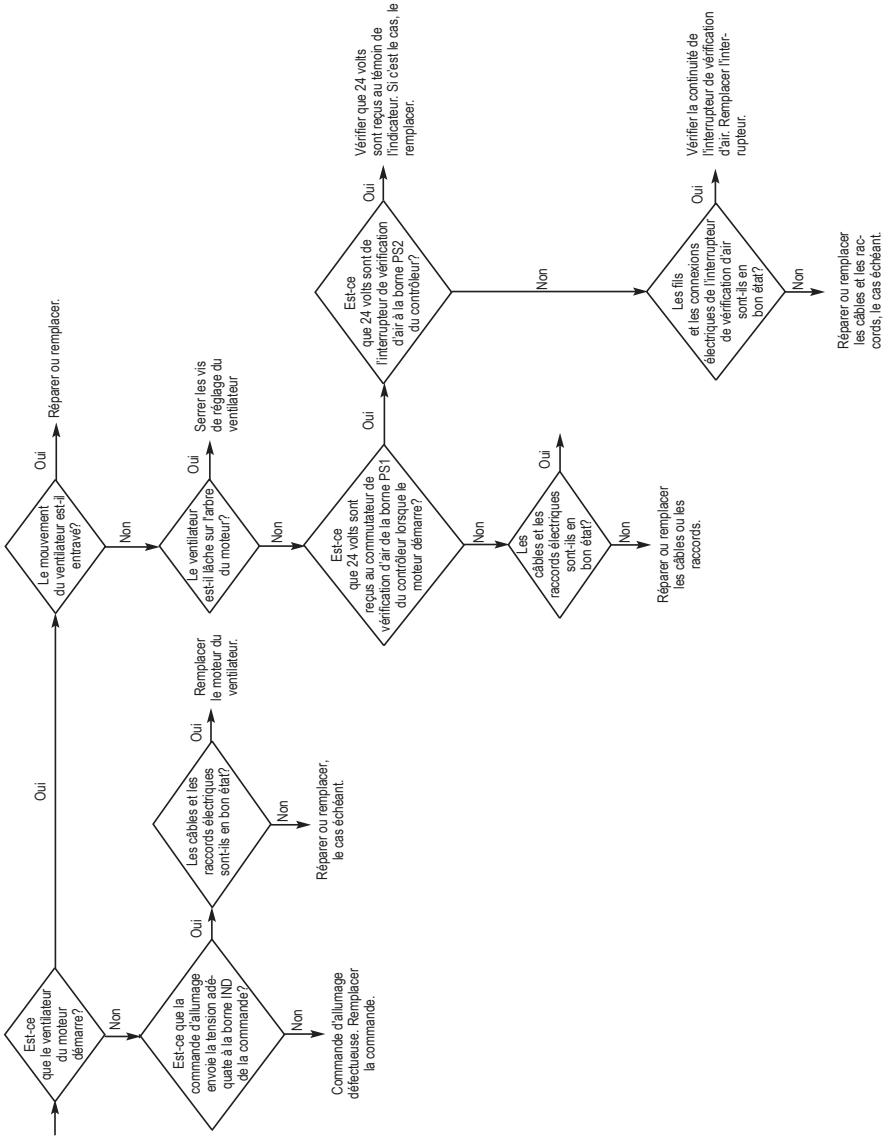 Est-ce
que le ventilateur
du moteur
démarre?
Oui
Non
Le mouvement
du ventilateur est-il
entravé?
Oui
Réparer ou remplacer.
Non
Est-ce que la
commande d'allumage
envoie la tension adé-
quate à la borne IND
de la commande?
Oui
Non
Commande d'allumage
défectueuse. Remplacer
la commande.
Les câbles et les
raccords électriques
sont-ils en bon état?
Oui
Remplacer
le moteur du
ventilateur.
Non
Réparer ou remplacer,
le cas échéant.
Le ventilateur
est-il lâche sur l'arbre
du moteur?
Oui
Serrer les vis
de réglage du
ventilateur
Non
Est-ce
que 24 volts sont
reçus au commutateur de
vérification d'air de la borne PS1
du contrôleur lorsque le
moteur démarre?
Oui
Non
Est-ce
que 24 volts sont de
l'interrupteur de vérification
d'air à la borne PS2
du contrôleur?
Oui
Vérifier que 24 volts
sont reçus au témoin de
l'indicateur. Si c'est le cas, le
remplacer.
Non
Les
câbles et les
raccords électriques
sont-ils en
bon état?
Oui
Non
Réparer ou remplacer
les câbles ou les
raccords.
Les fils
et les connexions
électriques de l'interrupteur
de vérification d'air
sont-ils en
bon état?
Oui
Vérifier la continuité de
l'interrupteur de vérification
d'air. Remplacer l'inter-
rupteur.
Non
Réparer ou remplacer
les câbles et les rac-
cords, le cas échéant.